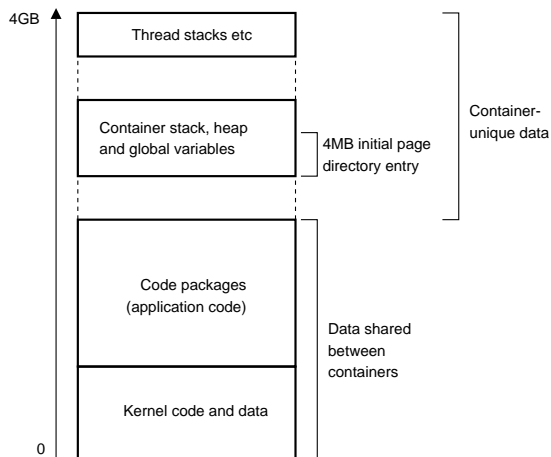 4GB
Thread stacks etc
Container stack, heap
and global variables
4MB initial page
directory entry
Container-
unique data
Code packages
(application code)
Data shared
between
containers
Kernel code and data
0